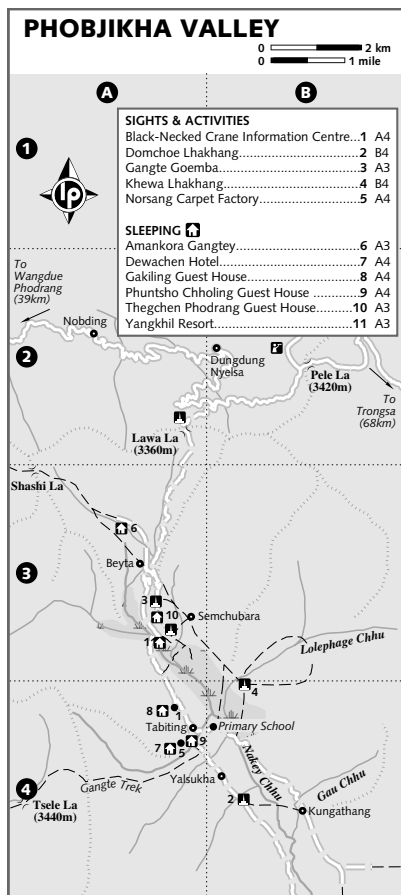 PHOBJIKHA VALLEY
0 2 km
0 1 mile
A B
1
SIGHTS & ACTIVITIES
Black-Necked Crane Information Centre...1 A4
Domchoe Lhakhang...2 B4
Gangte Goemba...3 A3
Khewa Lhakhang...4 B4
Norsang Carpet Factory...5 A4
SLEEPING
Amankora Gangtey 6 A3
Dewachen Hotel...7 A4
Gakiling Guest House...8 A4
Phuntsho Chholing Guest House ...9 A4
Thegchen Phodrang Guest House...10 A3
Yangkhil Resort...11 A3
lp
To
Wangdue
Phodrang
(39km)
Nobding
2
Dungdung
Nyelsa
Pele La
(3420m)
To
Trongsa
(68km)
Lawa La
(3360m)
Shashi La
6
Beyta
3
3
10
Semchubara
11
Lolephage Chhu
4
8
1
Tabiting
Primary School
9
7
5
Nakey Chhu
Yalsukha
Gau Chhu
4
Gangte Trek
Tsele La
(3440m)
2
Kungathang